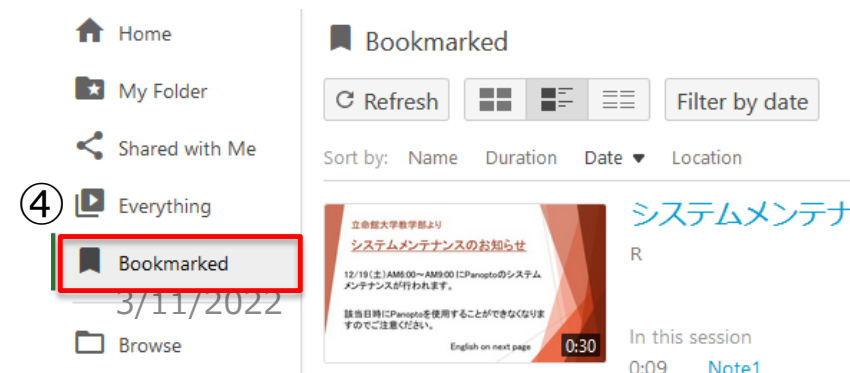 Home
My Folder
Shared with Me
④
Everything
Bookmarked
3/11/2022
Browse
Bookmarked
Refresh
Filter by date
Sort by: Name Duration Date ▼ Location
立命館大学教学部より
システムメンテナンスのお知らせ
12/19(土)AM6:00~AM9:00にPanoptoのシステム
メンテナンスが行われます。
該当日時にPanoptoを使用することができなくなりま
すのでご注意ください。
English on next page
0:30
システムメンテナ
R
In this session
0:09 Note1